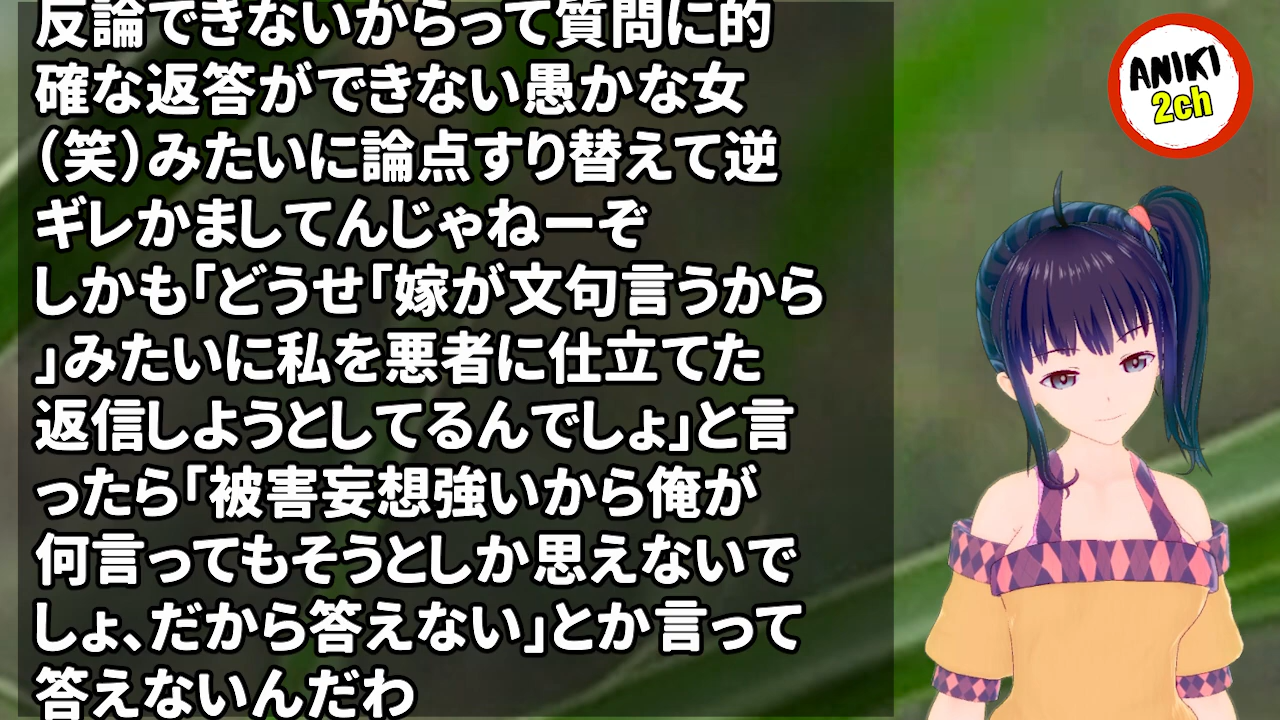 反論できないからって質問に的
確な返答ができない愚かな女
（笑）みたいに論点すり替えて逆
ギレかましてんじゃねーぞ
しかも「どうせ「嫁が文句言うから
」みたいに私を悪者に仕立てた
返信しようとしてるんでしょ」と言
ったら「被害妄想強いから俺が
何言ってもそうとしか思えないで
しょ、だから答えない」とか言って
答えないんだわ
ANIKI
2ch